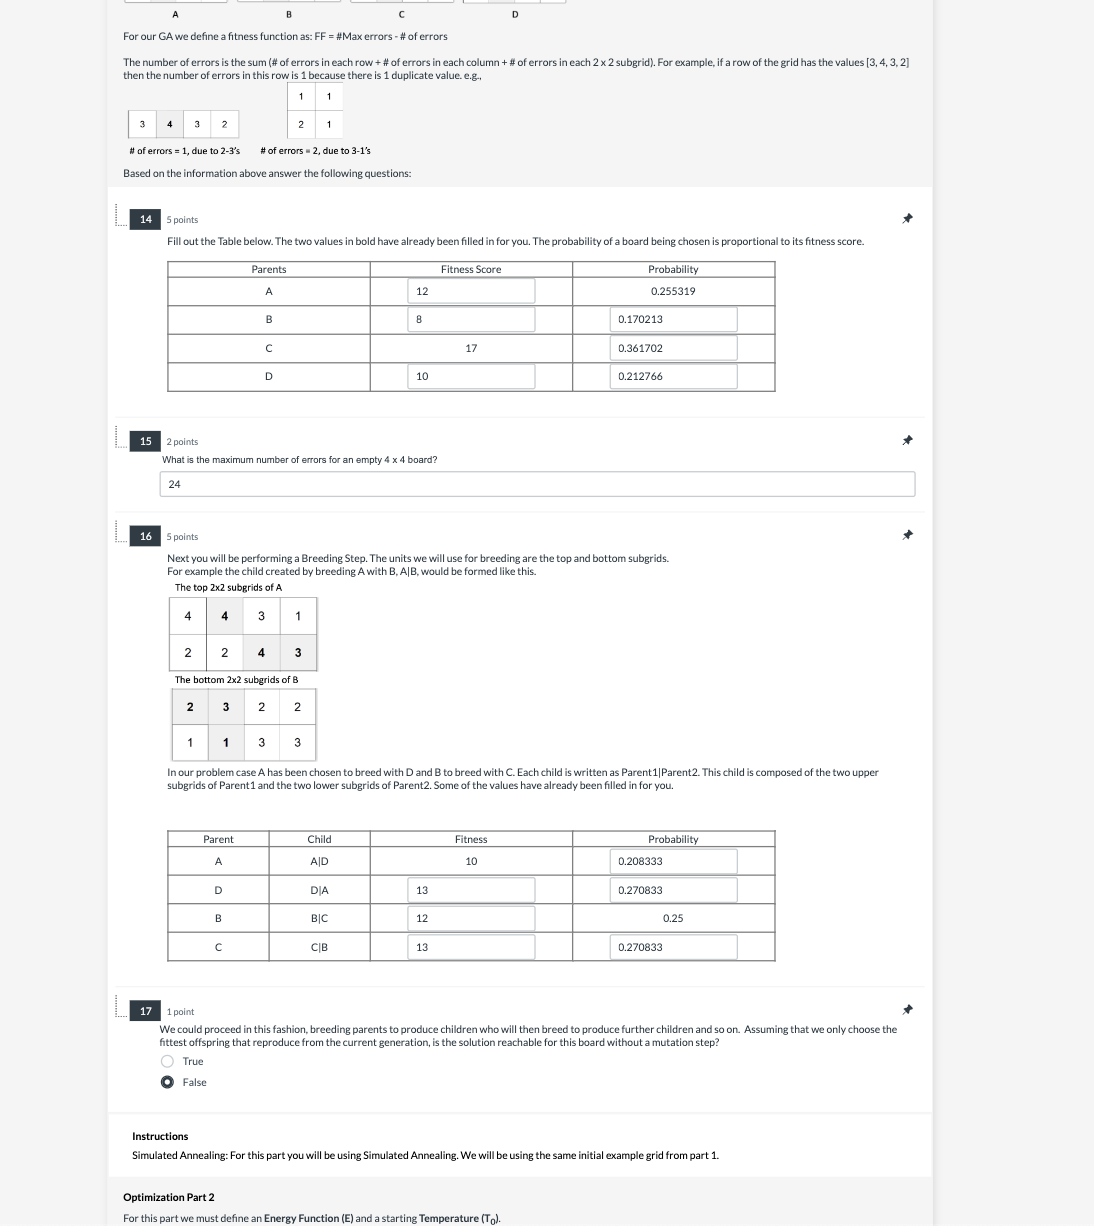 A B C D
For our GA we define a fitness function as: FF = #Max errors - # of errors
The number of errors is the sum (# of errors in each row + # of errors in each column + # of errors in each 2 x 2 subgrid). For example, if a row of the grid has the values [3, 4, 3, 2]
then the number of errors in this row is 1 because there is 1 duplicate value. e.g.,
1 1
3 4 3 2 2 1
# of errors = 1, due to 2-3's # of errors = 2, due to 3-1's
Based on the information above answer the following questions:
14 5 points
Fill out the Table below. The two values in bold have already been filled in for you. The probability of a board being chosen is proportional to its fitness score.
Parents Fitness Score Probability
A 12 0.255319
B 8 0.170213
C 17 0.361702
D 10 0.212766
15 2 points
What is the maximum number of errors for an empty 4 x 4 board?
24
16 5 points
Next you will be performing a Breeding Step. The units we will use for breeding are the top and bottom subgrids.
For example the child created by breeding A with B, A|B, would be formed like this.
The top 2x2 subgrids of A
4 4 3 1
2 2 4 3
The bottom 2x2 subgrids of B
2 3 2 2
1 1 3 3
In our problem case A has been chosen to breed with D and B to breed with C. Each child is written as Parent1|Parent2. This child is composed of the two upper
subgrids of Parent1 and the two lower subgrids of Parent2. Some of the values have already been filled in for you.
Parent Child Fitness Probability
A A|D 10 0.208333
D D|A 13 0.270833
B B|C 12 0.25
C C|B 13 0.270833
17 1 point
We could proceed in this fashion, breeding parents to produce children who will then breed to produce further children and so on. Assuming that we only choose the
fittest offspring that reproduce from the current generation, is the solution reachable for this board without a mutation step?
True
False
Instructions
Simulated Annealing: For this part you will be using Simulated Annealing. We will be using the same initial example grid from part 1.
Optimization Part 2
For this part we must define an Energy Function (E) and a starting Temperature (T0).